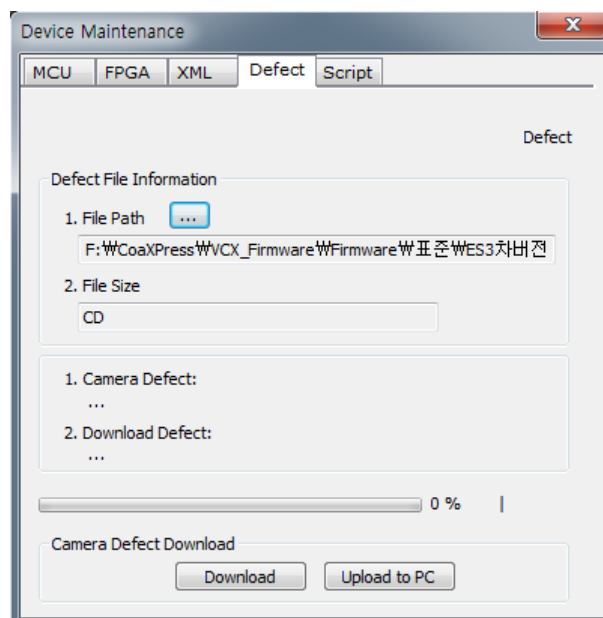 Device Maintenance
MCU FPGA XML Defect Script
Defect
Defect File Information
1. File Path ...
F:₩CoaXPress₩VCX_Firmware₩Firmware₩표준₩ES3차버전
2. File Size
CD
1. Camera Defect:
...
2. Download Defect:
...
0 %
Camera Defect Download
Download Upload to PC